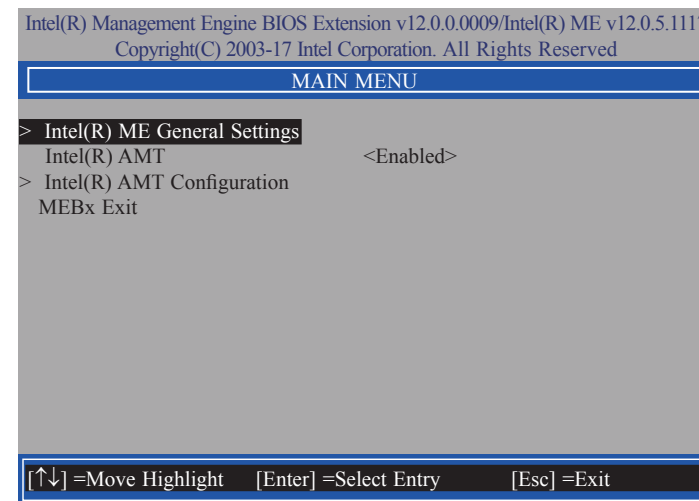 Intel(R) Management Engine BIOS Extension v12.0.0.0009/Intel(R) ME v12.0.5.111
Copyright(C) 2003-17 Intel Corporation. All Rights Reserved
MAIN MENU
> Intel(R) ME General Settings
Intel(R) AMT <Enabled>
> Intel(R) AMT Configuration
MEBx Exit
[↑↓] =Move Highlight [Enter] =Select Entry [Esc] =Exit